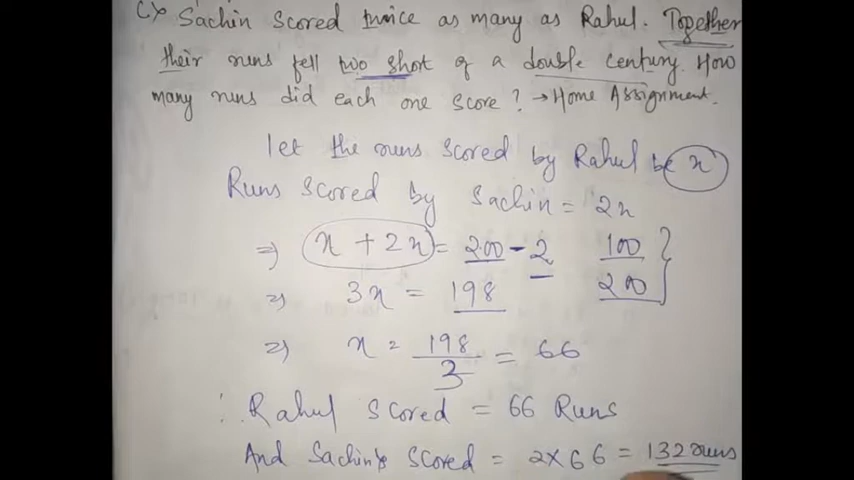 C) Sachin scored twice as many as Rahul. Together
their runs fell two short of a double century. How
many runs did each one score? → Home Assignment.
let the runs scored by Rahul be x
Runs scored by Sachin = 2x
⇒ x + 2x = 200 - 2 100
⇒ 3x = 198 200
⇒ x = 198/3 = 66
∴ Rahul scored = 66 Runs
And Sachin's scored = 2×66 = 132 runs